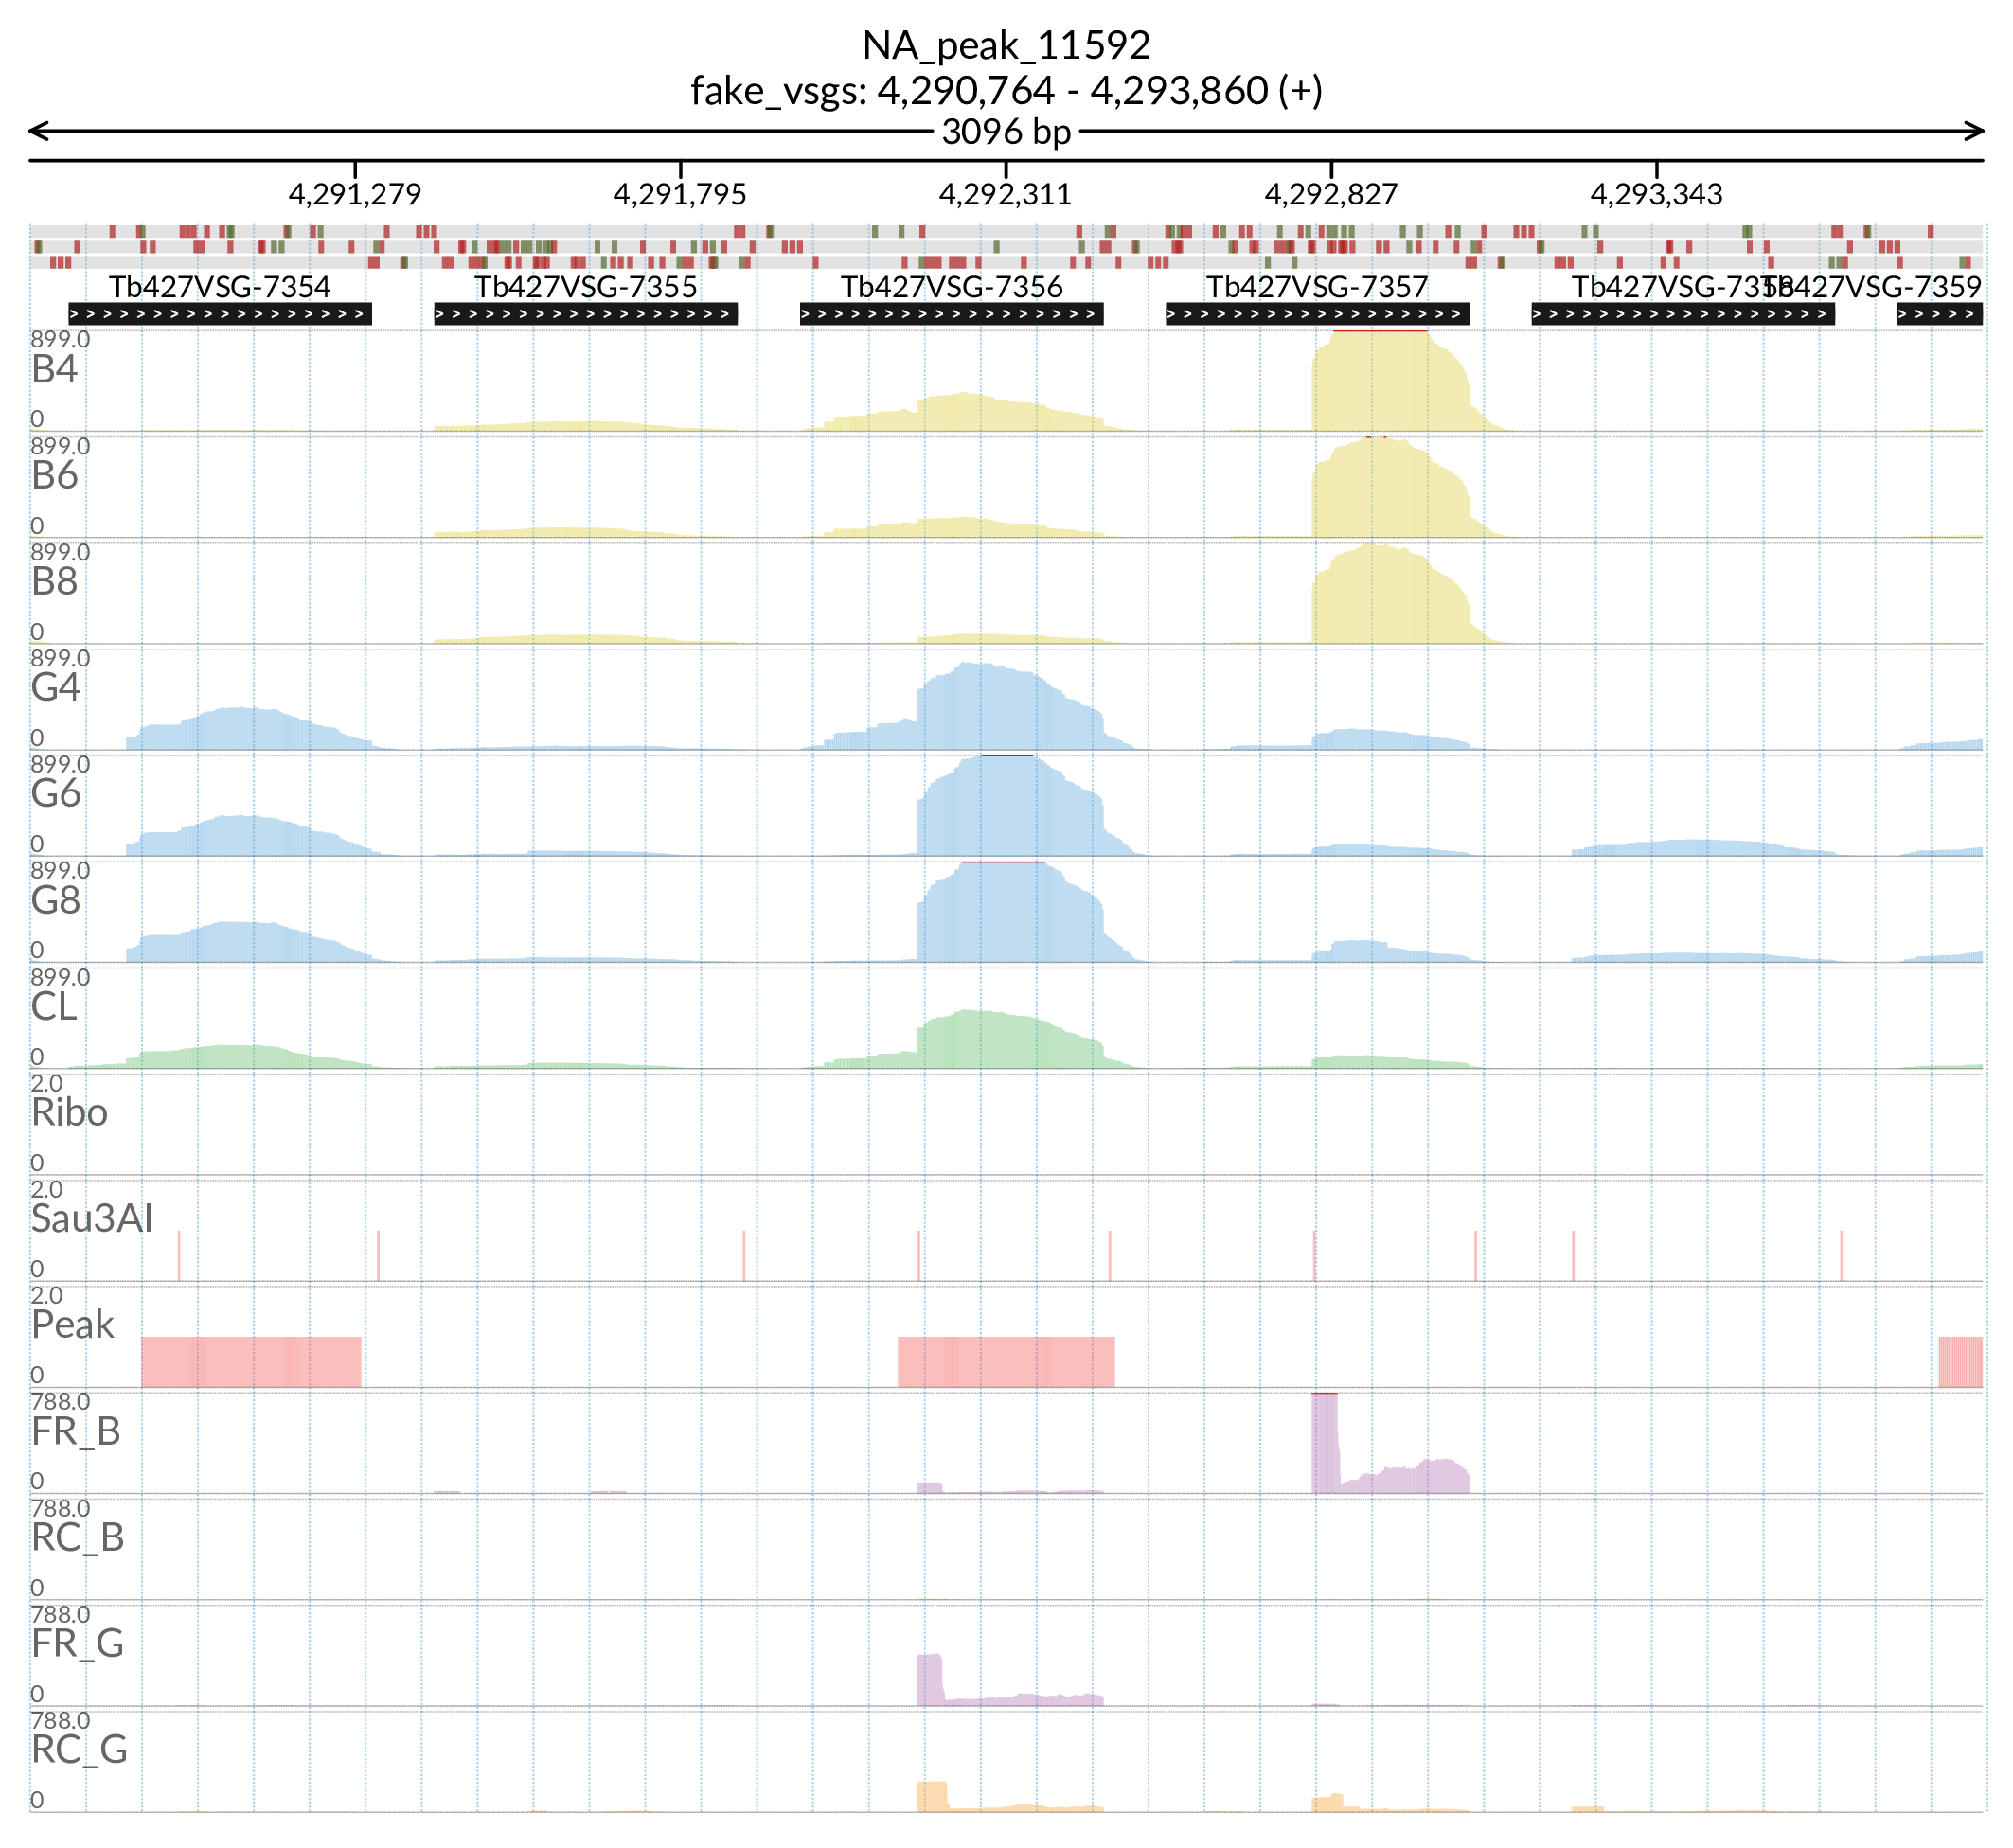 NA_peak_11592
fake_vsgs: 4,290,764 - 4,293,860 (+)
3096 bp
4,291,279 4,291,795 4,292,311 4,292,827 4,293,343
Tb427VSG-7354 Tb427VSG-7355 Tb427VSG-7356 Tb427VSG-7357 Tb427VSG-7358 Tb427VSG-7359
899.0
B4
0
899.0
B6
0
899.0
B8
0
899.0
G4
0
899.0
G6
0
899.0
G8
0
899.0
CL
0
2.0
Ribo
0
2.0
Sau3AI
0
2.0
Peak
0
788.0
FR_B
0
788.0
RC_B
0
788.0
FR_G
0
788.0
RC_G
0